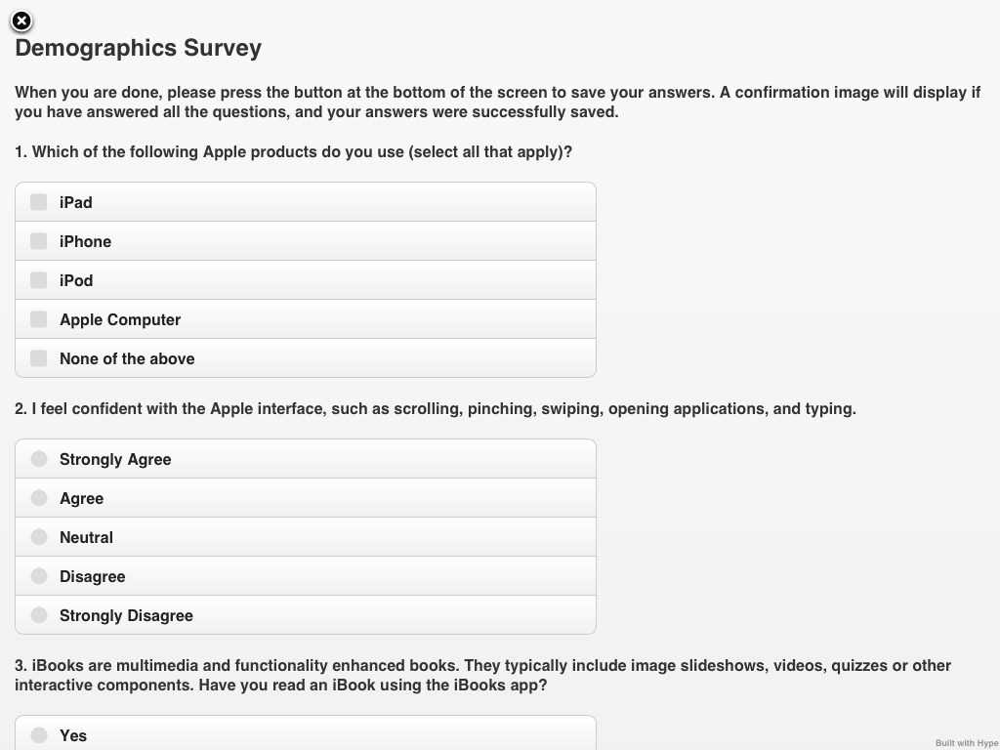 Demographics Survey
When you are done, please press the button at the bottom of the screen to save your answers. A confirmation image will display if
you have answered all the questions, and your answers were successfully saved.
1. Which of the following Apple products do you use (select all that apply)?
iPad
iPhone
iPod
Apple Computer
None of the above
2. I feel confident with the Apple interface, such as scrolling, pinching, swiping, opening applications, and typing.
Strongly Agree
Agree
Neutral
Disagree
Strongly Disagree
3. iBooks are multimedia and functionality enhanced books. They typically include image slideshows, videos, quizzes or other
interactive components. Have you read an iBook using the iBooks app?
Yes
Built with Hype